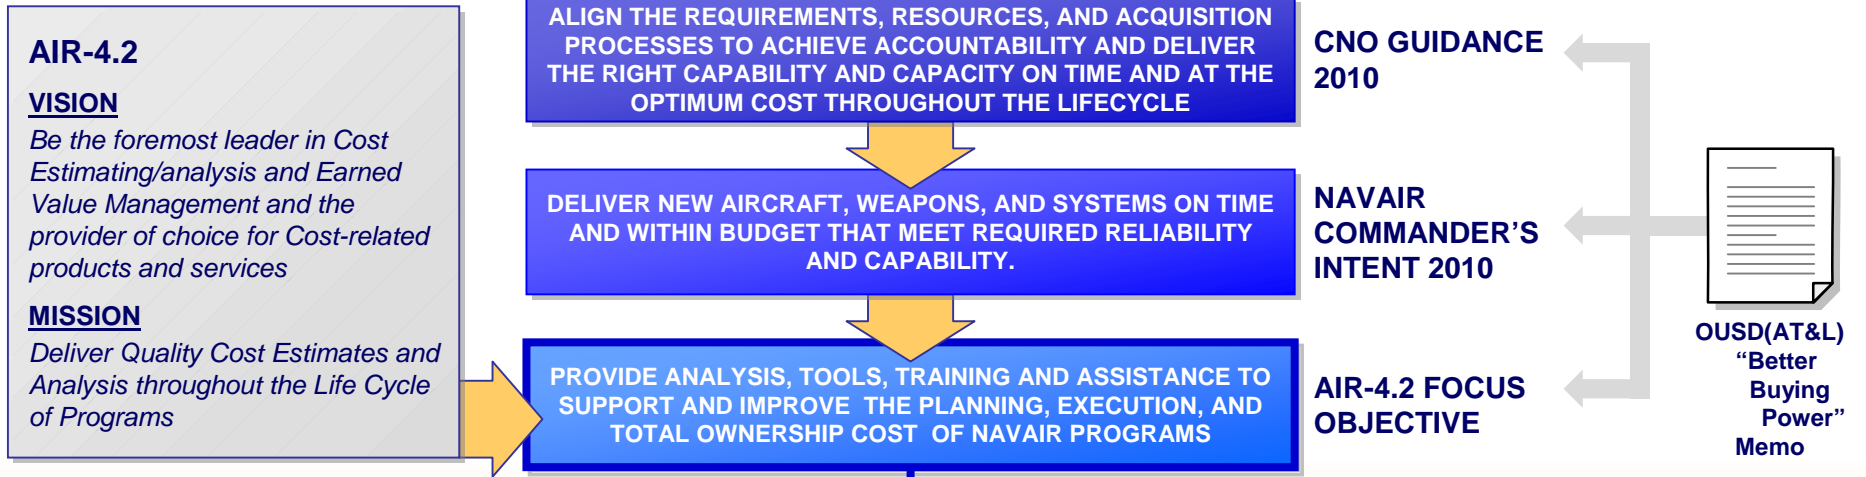 AIR-4.2
VISION
Be the foremost leader in Cost
Estimating/analysis and Earned
Value Management and the
provider of choice for Cost-related
products and services
MISSION
Deliver Quality Cost Estimates and
Analysis throughout the Life Cycle
of Programs
ALIGN THE REQUIREMENTS, RESOURCES, AND ACQUISITION
PROCESSES TO ACHIEVE ACCOUNTABILITY AND DELIVER
THE RIGHT CAPABILITY AND CAPACITY ON TIME AND AT THE
OPTIMUM COST THROUGHOUT THE LIFECYCLE
CNO GUIDANCE
2010
DELIVER NEW AIRCRAFT, WEAPONS, AND SYSTEMS ON TIME
AND WITHIN BUDGET THAT MEET REQUIRED RELIABILITY
AND CAPABILITY.
NAVAIR
COMMANDER’S
INTENT 2010
PROVIDE ANALYSIS, TOOLS, TRAINING AND ASSISTANCE TO
SUPPORT AND IMPROVE THE PLANNING, EXECUTION, AND
TOTAL OWNERSHIP COST OF NAVAIR PROGRAMS
AIR-4.2 FOCUS
OBJECTIVE
OUSD(AT&L)
“Better
Buying
Power”
Memo